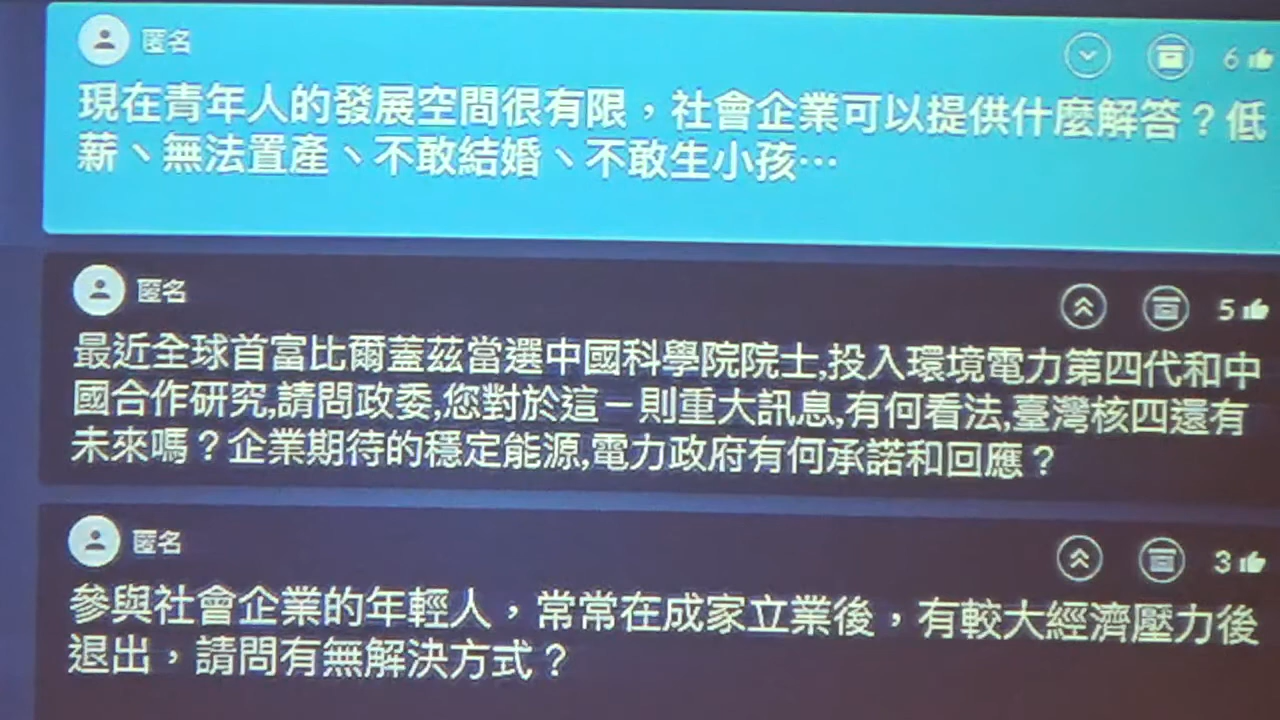 匿名
6
現在青年人的發展空間很有限，社會企業可以提供什麼解答？低
薪、無法置產、不敢結婚、不敢生小孩…
匿名
5
最近全球首富比爾蓋茲當選中國科學院院士,投入環境電力第四代和中
國合作研究,請問政委,您對於這一則重大訊息,有何看法,臺灣核四還有
未來嗎？企業期待的穩定能源,電力政府有何承諾和回應？
匿名
3
參與社會企業的年輕人，常常在成家立業後，有較大經濟壓力後
退出，請問有無解決方式？